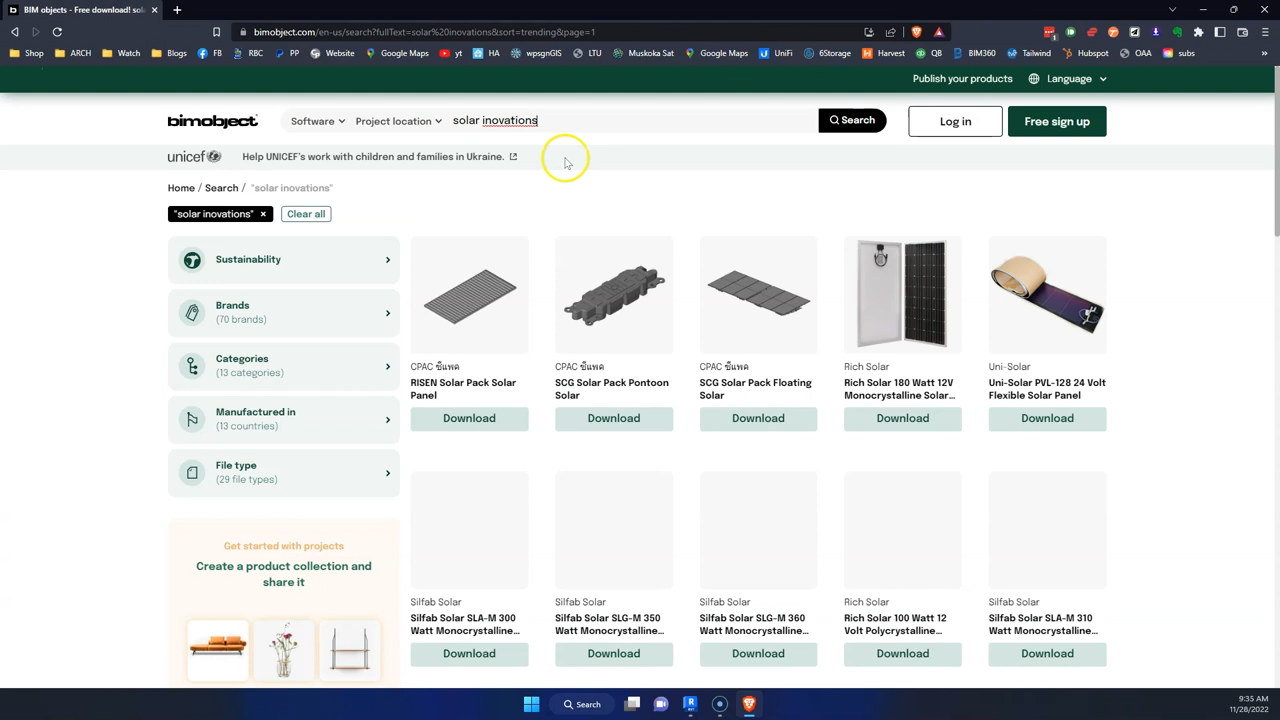 BIM objects - Free download! sol
bimobject.com/en-us/search?fullText=solar%20inovations&sort=trending&page=1
Shop ARCH Watch Blogs FB RBC PP Website Google Maps yt HA wpsgnGIS LTU Muskoka Sat Google Maps UniFi 6Storage Harvest QB BIM360 Tailwind Hubspot OAA subs
Publish your products Language
bimobject Software Project location solar inovations Search Log in Free sign up
unicef Help UNICEF's work with children and families in Ukraine.
Home / Search / "solar inovations"
"solar inovations" × Clear all
Sustainability
Brands
(70 brands)
Categories
(13 categories)
Manufactured in
(13 countries)
File type
(29 file types)
Get started with projects
Create a product collection and
share it
CPAC ซีแพค
RISEN Solar Pack Solar
Panel
Download
CPAC ซีแพค
SCG Solar Pack Pontoon
Solar
Download
CPAC ซีแพค
SCG Solar Pack Floating
Solar
Download
Rich Solar
Rich Solar 180 Watt 12V
Monocrystalline Solar...
Download
Uni-Solar
Uni-Solar PVL-128 24 Volt
Flexible Solar Panel
Download
Silfab Solar
Silfab Solar SLA-M 300
Watt Monocrystalline...
Download
Silfab Solar
Silfab Solar SLG-M 350
Watt Monocrystalline...
Download
Silfab Solar
Silfab Solar SLG-M 360
Watt Monocrystalline...
Download
Rich Solar
Rich Solar 100 Watt 12
Volt Polycrystalline...
Download
Silfab Solar
Silfab Solar SLA-M 310
Watt Monocrystalline...
Download
Search
9:35 AM
11/28/2022